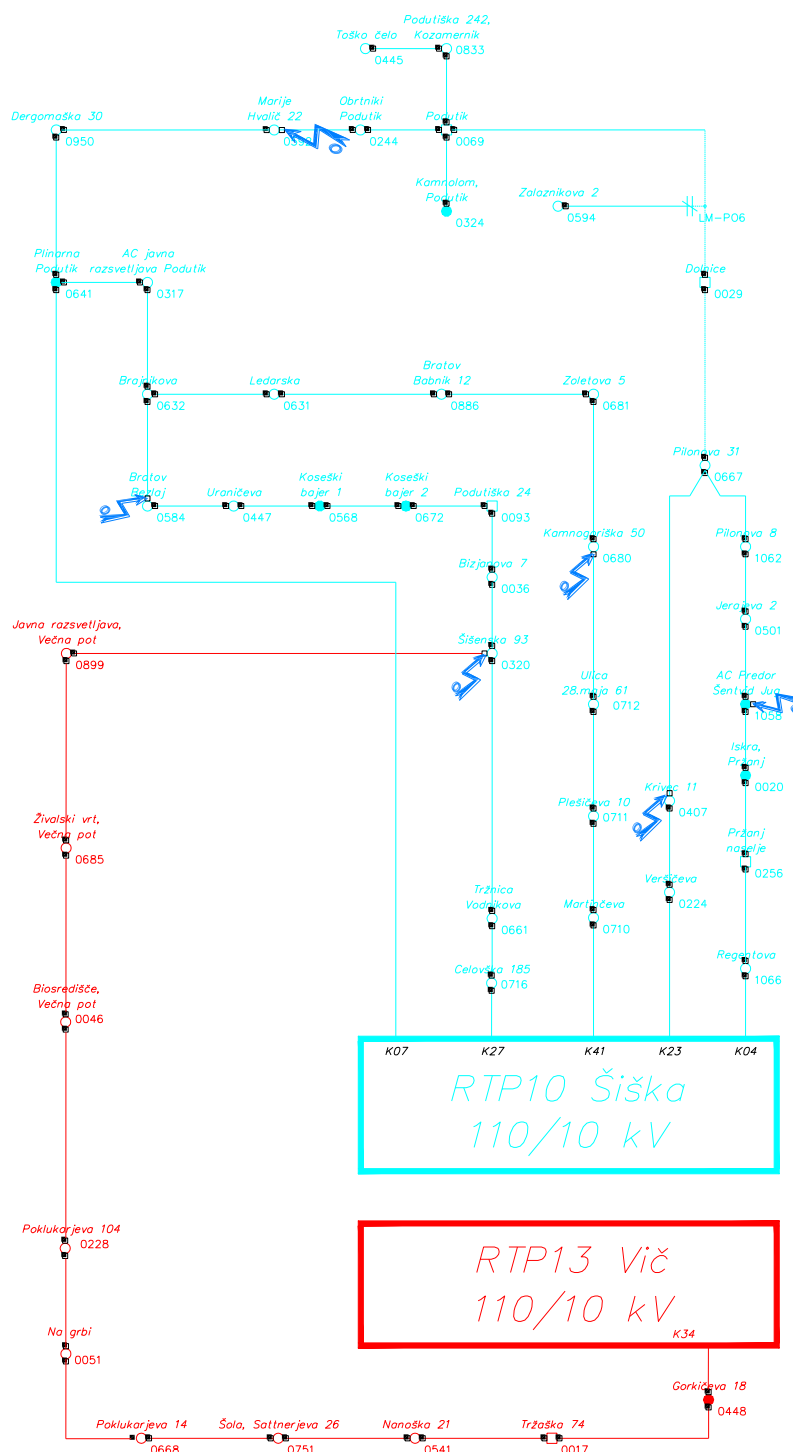 Podutiška 242,
Toško čelo
Kozamernik
0445
0833
Dergomaška 30
Marije
Hvalič 22
Obrtniki
Podutik
Podutik
0950
0244
0069
Kamnolom,
Podutik
0324
Zalaznikova 2
0594
LM-P06
Plinarna
Podutik
AC javna
razsvetljava Podutik
Dolnice
0641
0317
0029
Brajnikova
Ledarska
Bratov
Babnik 12
Zoletova 5
0632
0631
0886
0681
Pilonova 31
0667
Bratov
Bezlaj
Uraničeva
Koseški
bajer 1
Koseški
bajer 2
Podutiška 24
0584
0447
0568
0672
0093
Kamnogoriška 50
0680
Pilonova 8
1062
Bizjanova 7
0036
Jerajeva 2
0501
Javna razsvetljava,
Večna pot
0899
Šišenska 93
0320
Ulica
28.maja 61
0712
AC Predor
Šentvid Jug
1058
Iskra,
Pržanj
0020
Krivec 11
0407
Plešičeva 10
0711
Živalski vrt,
Večna pot
0685
Pržanj
naselje
0256
Veršičeva
0224
Tržnica
Vodnikova
0661
Martinčeva
0710
Regentova
1066
Celovška 185
0716
Biosredišče,
Večna pot
0046
K07
K27
K41
K23
K04
RTP10 Šiška
110/10 kV
Poklukarjeva 104
0228
RTP13 Vič
110/10 kV
K34
Na grbi
0051
Gorkičeva 18
0448
Poklukarjeva 14
Šola, Sattnerjeva 26
Nanoška 21
Tržaška 74
0668
0751
0541
0017